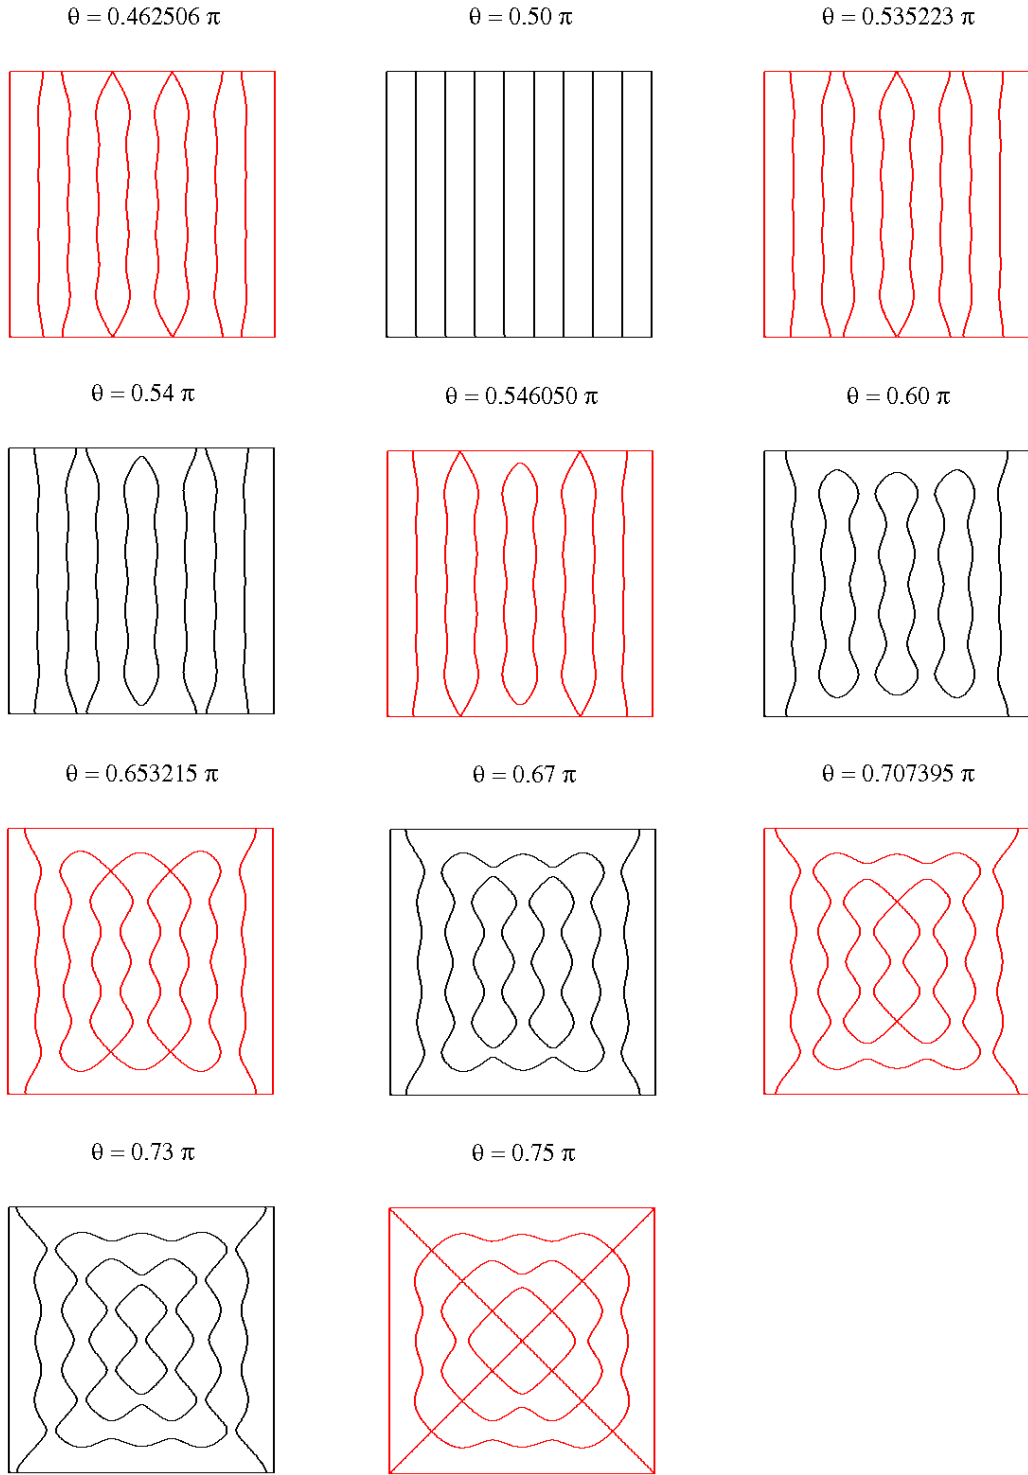 θ = 0.462506 π
θ = 0.50 π
θ = 0.535223 π
θ = 0.54 π
θ = 0.546050 π
θ = 0.60 π
θ = 0.653215 π
θ = 0.67 π
θ = 0.707395 π
θ = 0.73 π
θ = 0.75 π